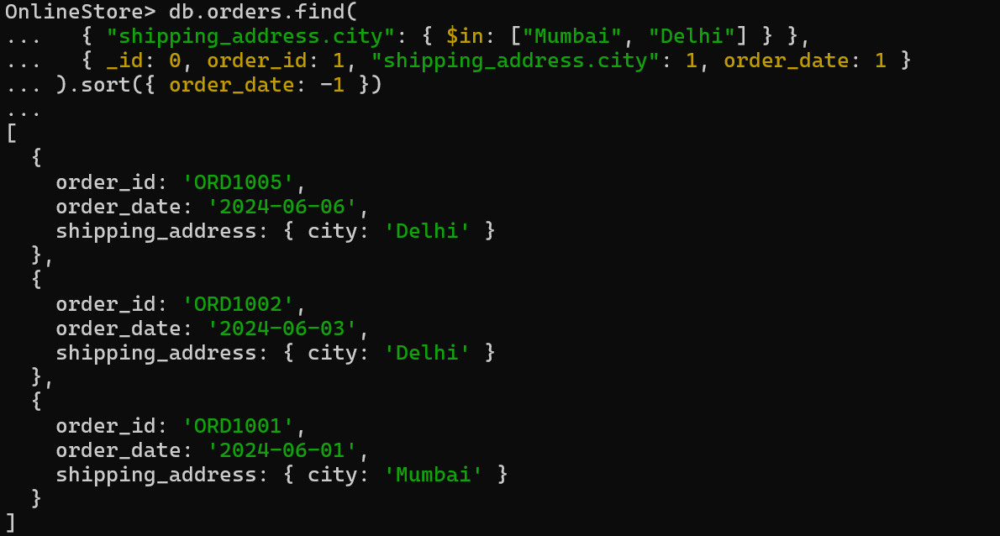 OnlineStore> db.orders.find(
...   { "shipping_address.city": { $in: ["Mumbai", "Delhi"] } },
...   { _id: 0, order_id: 1, "shipping_address.city": 1, order_date: 1 }
... ).sort({ order_date: -1 })
...
[
  {
    order_id: 'ORD1005',
    order_date: '2024-06-06',
    shipping_address: { city: 'Delhi' }
  },
  {
    order_id: 'ORD1002',
    order_date: '2024-06-03',
    shipping_address: { city: 'Delhi' }
  },
  {
    order_id: 'ORD1001',
    order_date: '2024-06-01',
    shipping_address: { city: 'Mumbai' }
  }
]